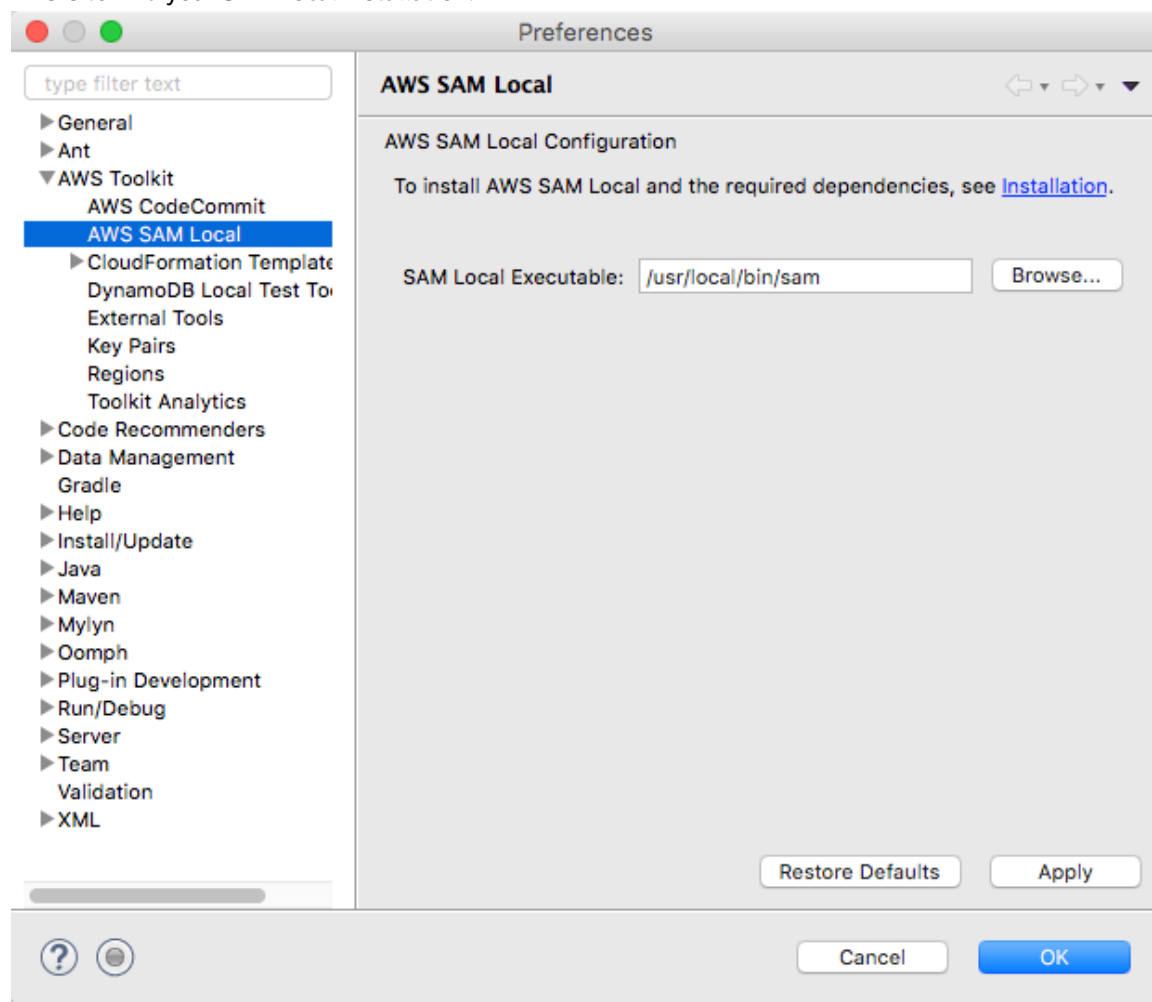 Preferences
type filter text
General
Ant
AWS Toolkit
AWS CodeCommit
AWS SAM Local
CloudFormation Template
DynamoDB Local Test To
External Tools
Key Pairs
Regions
Toolkit Analytics
Code Recommenders
Data Management
Gradle
Help
Install/Update
Java
Maven
Mylyn
Oomph
Plug-in Development
Run/Debug
Server
Team
Validation
XML
AWS SAM Local
AWS SAM Local Configuration
To install AWS SAM Local and the required dependencies, see Installation.
SAM Local Executable: /usr/local/bin/sam Browse...
Restore Defaults Apply
? Cancel OK